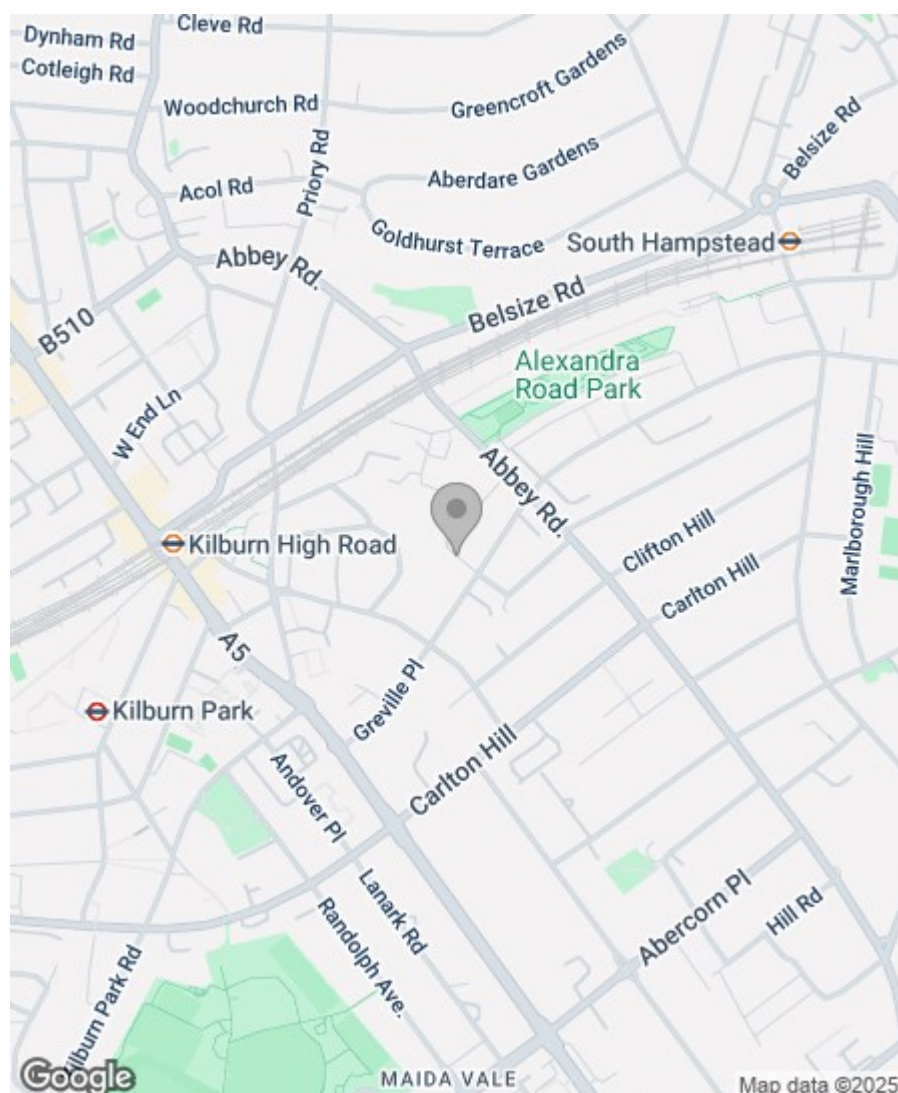 Cleve Rd
Dynham Rd
Cotleigh Rd
Woodchurch Rd
Greencroft Gardens
Belsize Rd
Priory Rd
Aberdare Gardens
Acol Rd
Goldhurst Terrace
South Hampstead
Abbey Rd.
Belsize Rd
B510
Alexandra
Road Park
W End Ln
Abbey Rd.
Marlborough Hill
Kilburn High Road
Clifton Hill
Carlton Hill
A5
Greville Pl
Kilburn Park
Carlton Hill
Andover Pl
Lanark Rd
Randolph Ave.
Abercorn Pl
Hill Rd
Kilburn Park Rd
MAIDA VALE
Google
Map data ©2025